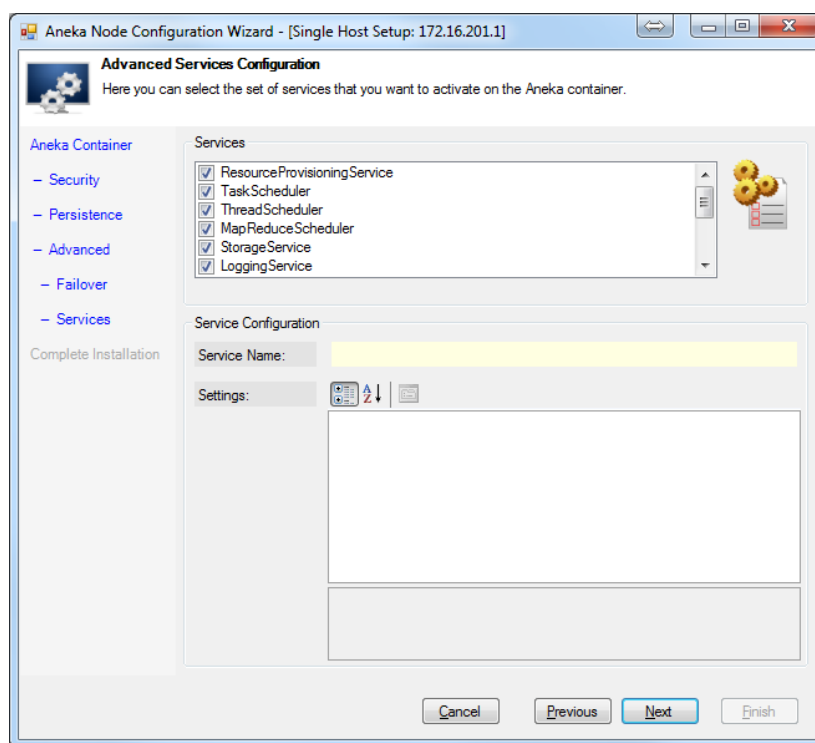 Aneka Node Configuration Wizard - [Single Host Setup: 172.16.201.1]
Advanced Services Configuration
Here you can select the set of services that you want to activate on the Aneka container.
Aneka Container
– Security
– Persistence
– Advanced
– Failover
– Services
Complete Installation
Services
ResourceProvisioningService
TaskScheduler
ThreadScheduler
MapReduceScheduler
StorageService
LoggingService
Service Configuration
Service Name:
Settings:
Cancel
Previous
Next
Finish